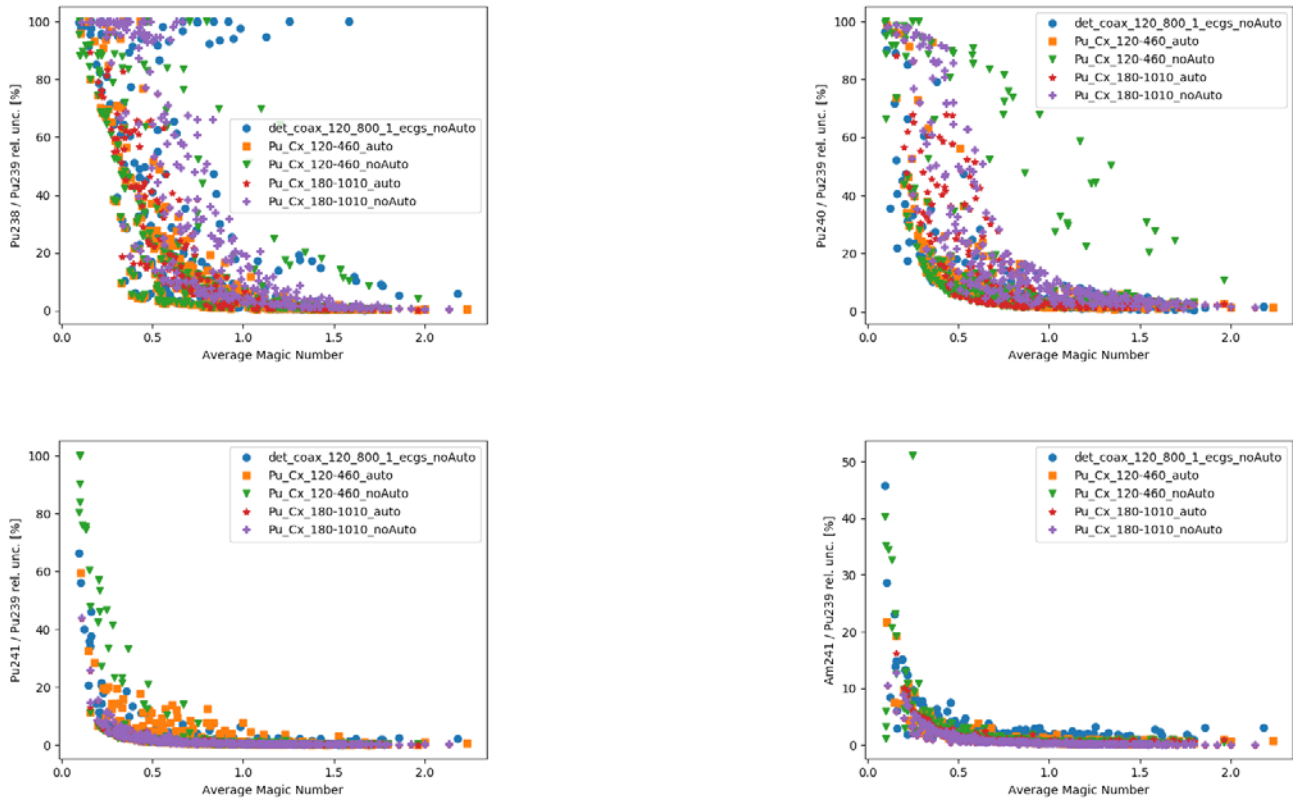 100
80
60
40
20
0
Pu238 / Pu239 rel. unc. [%]
det_coax_120_800_1_ecgs_noAuto
Pu_Cx_120-460_auto
Pu_Cx_120-460_noAuto
Pu_Cx_180-1010_auto
Pu_Cx_180-1010_noAuto
0.0 0.5 1.0 1.5 2.0
Average Magic Number
100
80
60
40
20
0
Pu240 / Pu239 rel. unc. [%]
det_coax_120_800_1_ecgs_noAuto
Pu_Cx_120-460_auto
Pu_Cx_120-460_noAuto
Pu_Cx_180-1010_auto
Pu_Cx_180-1010_noAuto
0.0 0.5 1.0 1.5 2.0
Average Magic Number
100
80
60
40
20
0
Pu241 / Pu239 rel. unc. [%]
det_coax_120_800_1_ecgs_noAuto
Pu_Cx_120-460_auto
Pu_Cx_120-460_noAuto
Pu_Cx_180-1010_auto
Pu_Cx_180-1010_noAuto
0.0 0.5 1.0 1.5 2.0
Average Magic Number
50
40
30
20
10
0
Am241 / Pu239 rel. unc. [%]
det_coax_120_800_1_ecgs_noAuto
Pu_Cx_120-460_auto
Pu_Cx_120-460_noAuto
Pu_Cx_180-1010_auto
Pu_Cx_180-1010_noAuto
0.0 0.5 1.0 1.5 2.0
Average Magic Number